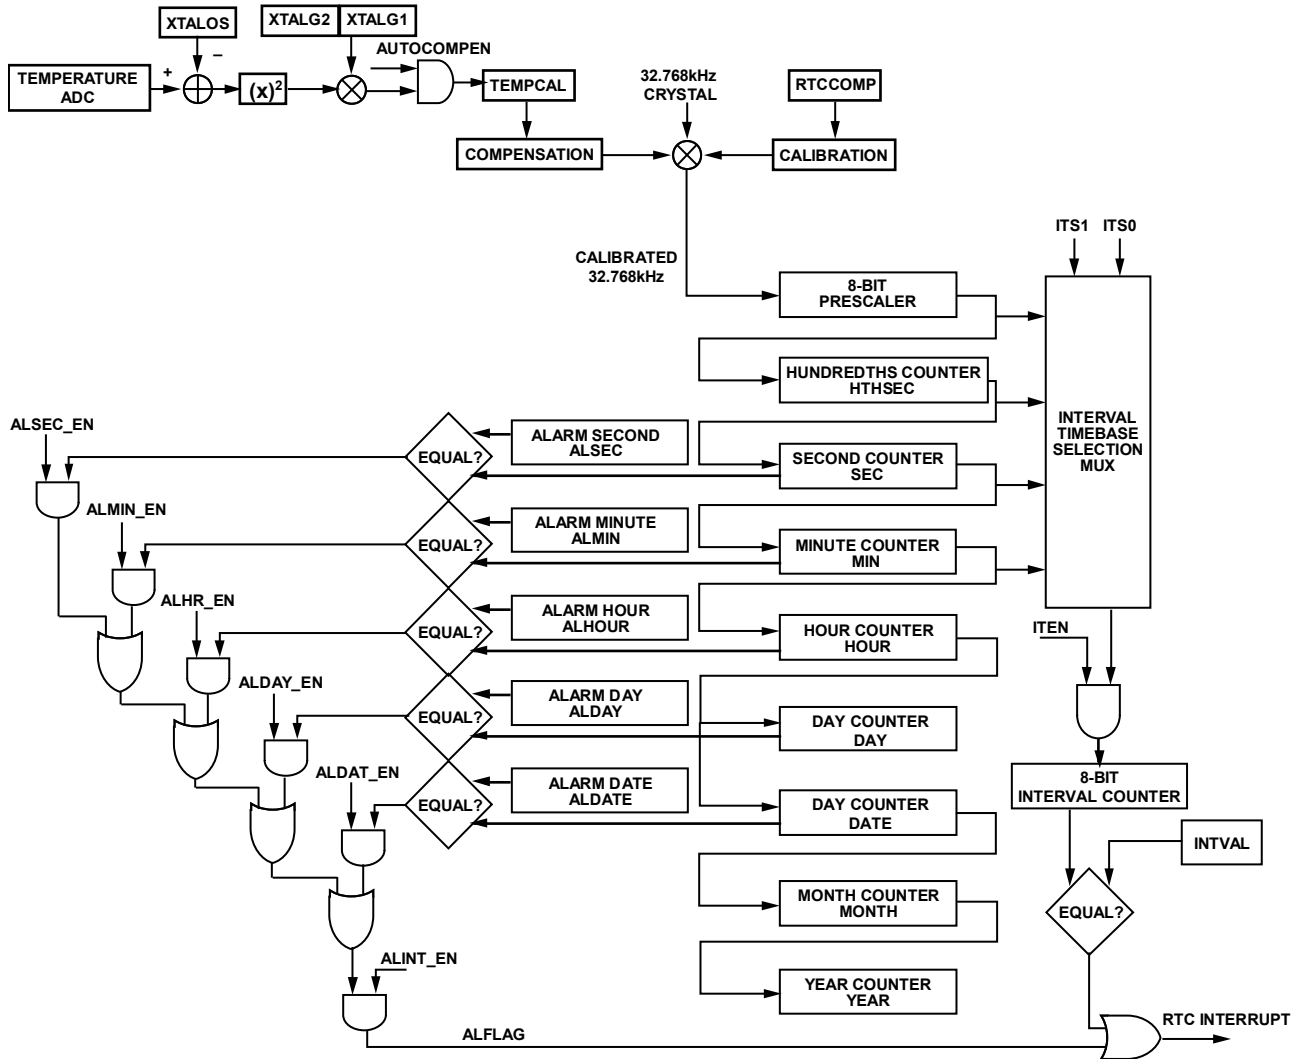 XTALOS
XTALG2 XTALG1
AUTOCOMPEN
TEMPERATURE
ADC
+
–
(x)2
TEMPCAL
32.768kHz
CRYSTAL
RTCCOMP
COMPENSATION
CALIBRATION
ITS1 ITS0
CALIBRATED
32.768kHz
8-BIT
PRESCALER
HUNDREDTHS COUNTER
HTHSEC
INTERVAL
TIMEBASE
SELECTION
MUX
ALSEC_EN
EQUAL?
ALARM SECOND
ALSEC
SECOND COUNTER
SEC
ALMIN_EN
EQUAL?
ALARM MINUTE
ALMIN
MINUTE COUNTER
MIN
ALHR_EN
EQUAL?
ALARM HOUR
ALHOUR
HOUR COUNTER
HOUR
ITEN
ALDAY_EN
EQUAL?
ALARM DAY
ALDAY
DAY COUNTER
DAY
ALDAT_EN
EQUAL?
ALARM DATE
ALDATE
DAY COUNTER
DATE
8-BIT
INTERVAL COUNTER
INTVAL
MONTH COUNTER
MONTH
EQUAL?
ALINT_EN
YEAR COUNTER
YEAR
ALFLAG
RTC INTERRUPT